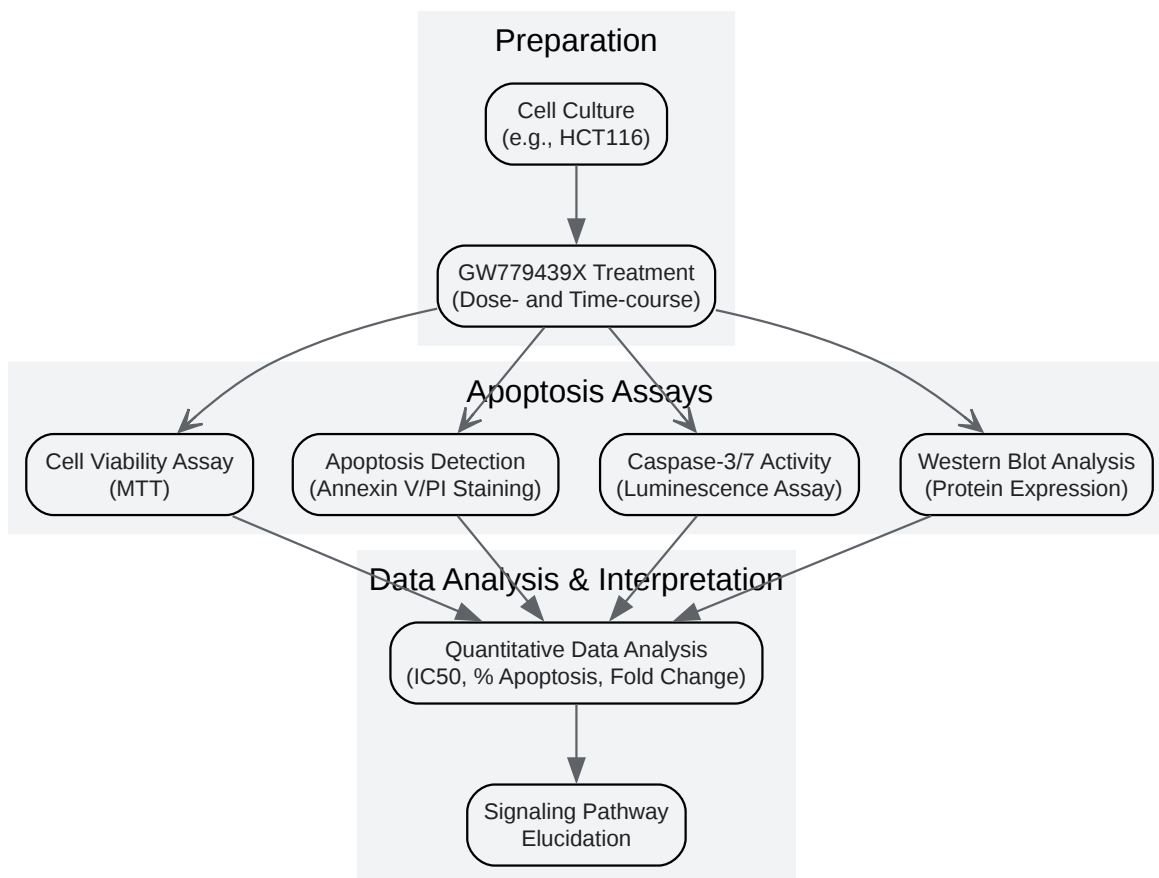 Preparation
Cell Culture
(e.g., HCT116)
GW779439X Treatment
(Dose- and Time-course)
Apoptosis Assays
Cell Viability Assay
(MTT)
Apoptosis Detection
(Annexin V/PI Staining)
Caspase-3/7 Activity
(Luminescence Assay)
Western Blot Analysis
(Protein Expression)
Data Analysis & Interpretation
Quantitative Data Analysis
(IC50, % Apoptosis, Fold Change)
Signaling Pathway
Elucidation